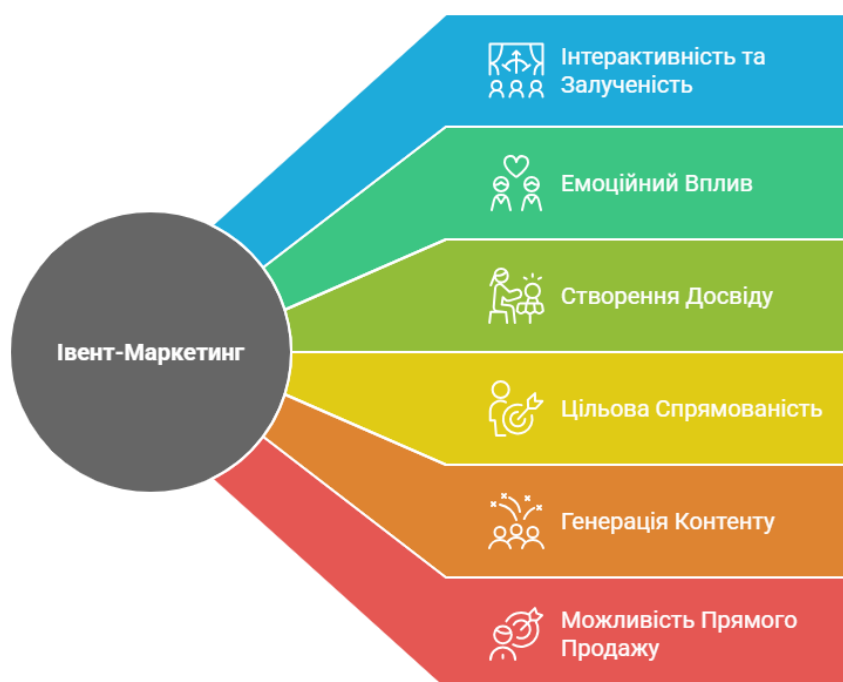 Інтерактивність та
Залученість
Емоційний Вплив
Створення Досвіду
Івент-Маркетинг
Цільова Спрямованість
Генерація Контенту
Можливість Прямого
Продажу